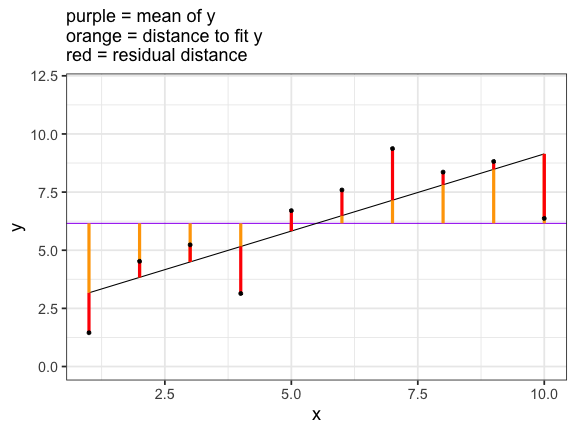 purple = mean of y
orange = distance to fit y
red = residual distance
12.5
10.0
7.5
5.0
2.5
0.0
y
2.5 5.0 7.5 10.0
x